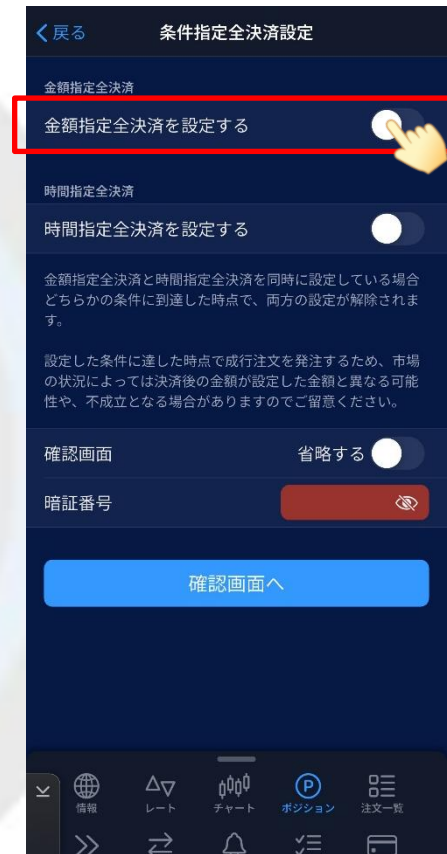 戻る
条件指定全決済設定
金額指定全決済
金額指定全決済を設定する
時間指定全決済
時間指定全決済を設定する
金額指定全決済と時間指定全決済を同時に設定している場合
どちらかの条件に到達した時点で、両方の設定が解除されま
す。
設定した条件に達した時点で成行注文を発注するため、市場
の状況によっては決済後の金額が設定した金額と異なる可能
性や、不成立となる場合がありますのでご留意ください。
確認画面 省略する
暗証番号
確認画面へ
情報 レート チャート ポジション 注文一覧